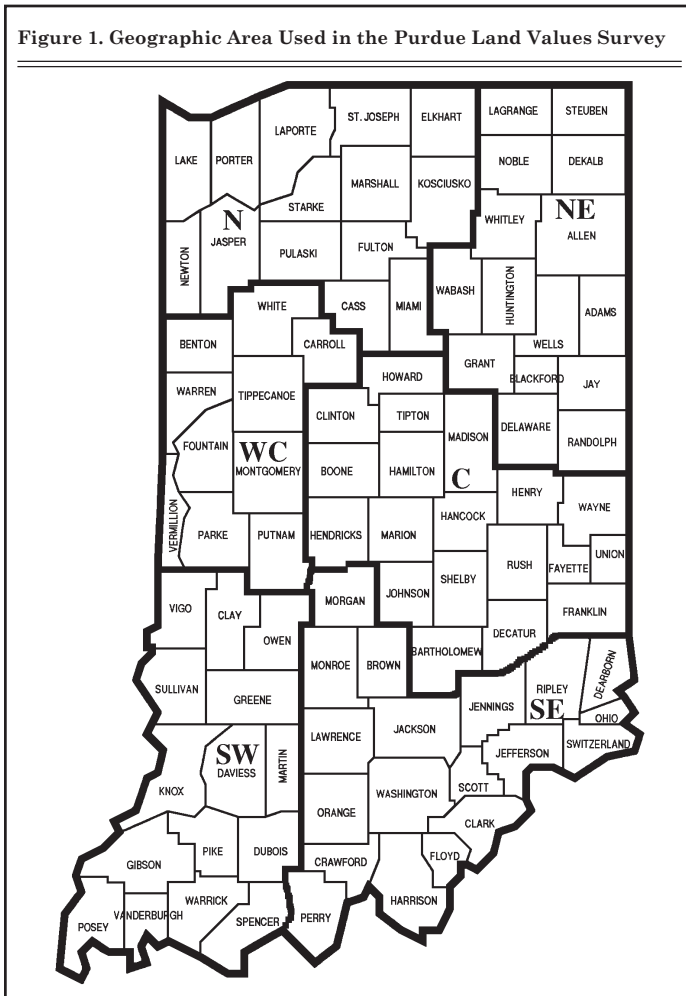 Figure 1. Geographic Area Used in the Purdue Land Values Survey
LAKE
PORTER
LAPORTE
ST. JOSEPH
ELKHART
LAGRANGE
STEUBEN
NOBLE
DEKALB
STARKE
MARSHALL
KOSCIUSKO
WHITLEY
NE
ALLEN
N
JASPER
NEWTON
PULASKI
FULTON
WABASH
HUNTINGTON
WHITE
CASS
MIAMI
WELLS
ADAMS
BENTON
CARROLL
GRANT
BLACKFORD
JAY
HOWARD
WARREN
TIPPECANOE
CLINTON
TIPTON
MADISON
DELAWARE
RANDOLPH
FOUNTAIN
WC
MONTGOMERY
BOONE
HAMILTON
C
HENRY
WAYNE
VERMILLION
PARKE
PUTNAM
HENDRICKS
MARION
HANCOCK
RUSH
FAYETTE
UNION
VIGO
CLAY
OWEN
MORGAN
JOHNSON
SHELBY
FRANKLIN
DECATUR
BARTHOLOMEW
MONROE
BROWN
SULLIVAN
GREENE
JENNINGS
RIPLEY
DEARBORN
SE
OHIO
LAWRENCE
JACKSON
JEFFERSON
SWITZERLAND
KNOX
SW
DAVIESS
MARTIN
ORANGE
WASHINGTON
SCOTT
CLARK
GIBSON
PIKE
DUBOIS
CRAWFORD
FLOYD
HARRISON
POSEY
VANDERBURGH
WARRICK
SPENCER
PERRY